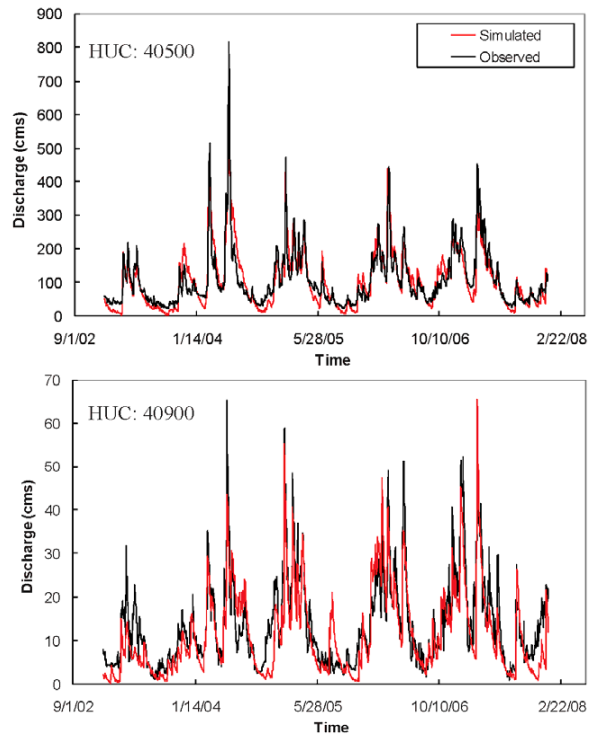 900
800
700
600
500
400
300
200
100
0
Discharge (cms)
HUC: 40500
Simulated
Observed
9/1/02 1/14/04 5/28/05 10/10/06 2/22/08
Time
70
60
50
40
30
20
10
0
Discharge (cms)
HUC: 40900
9/1/02 1/14/04 5/28/05 10/10/06 2/22/08
Time